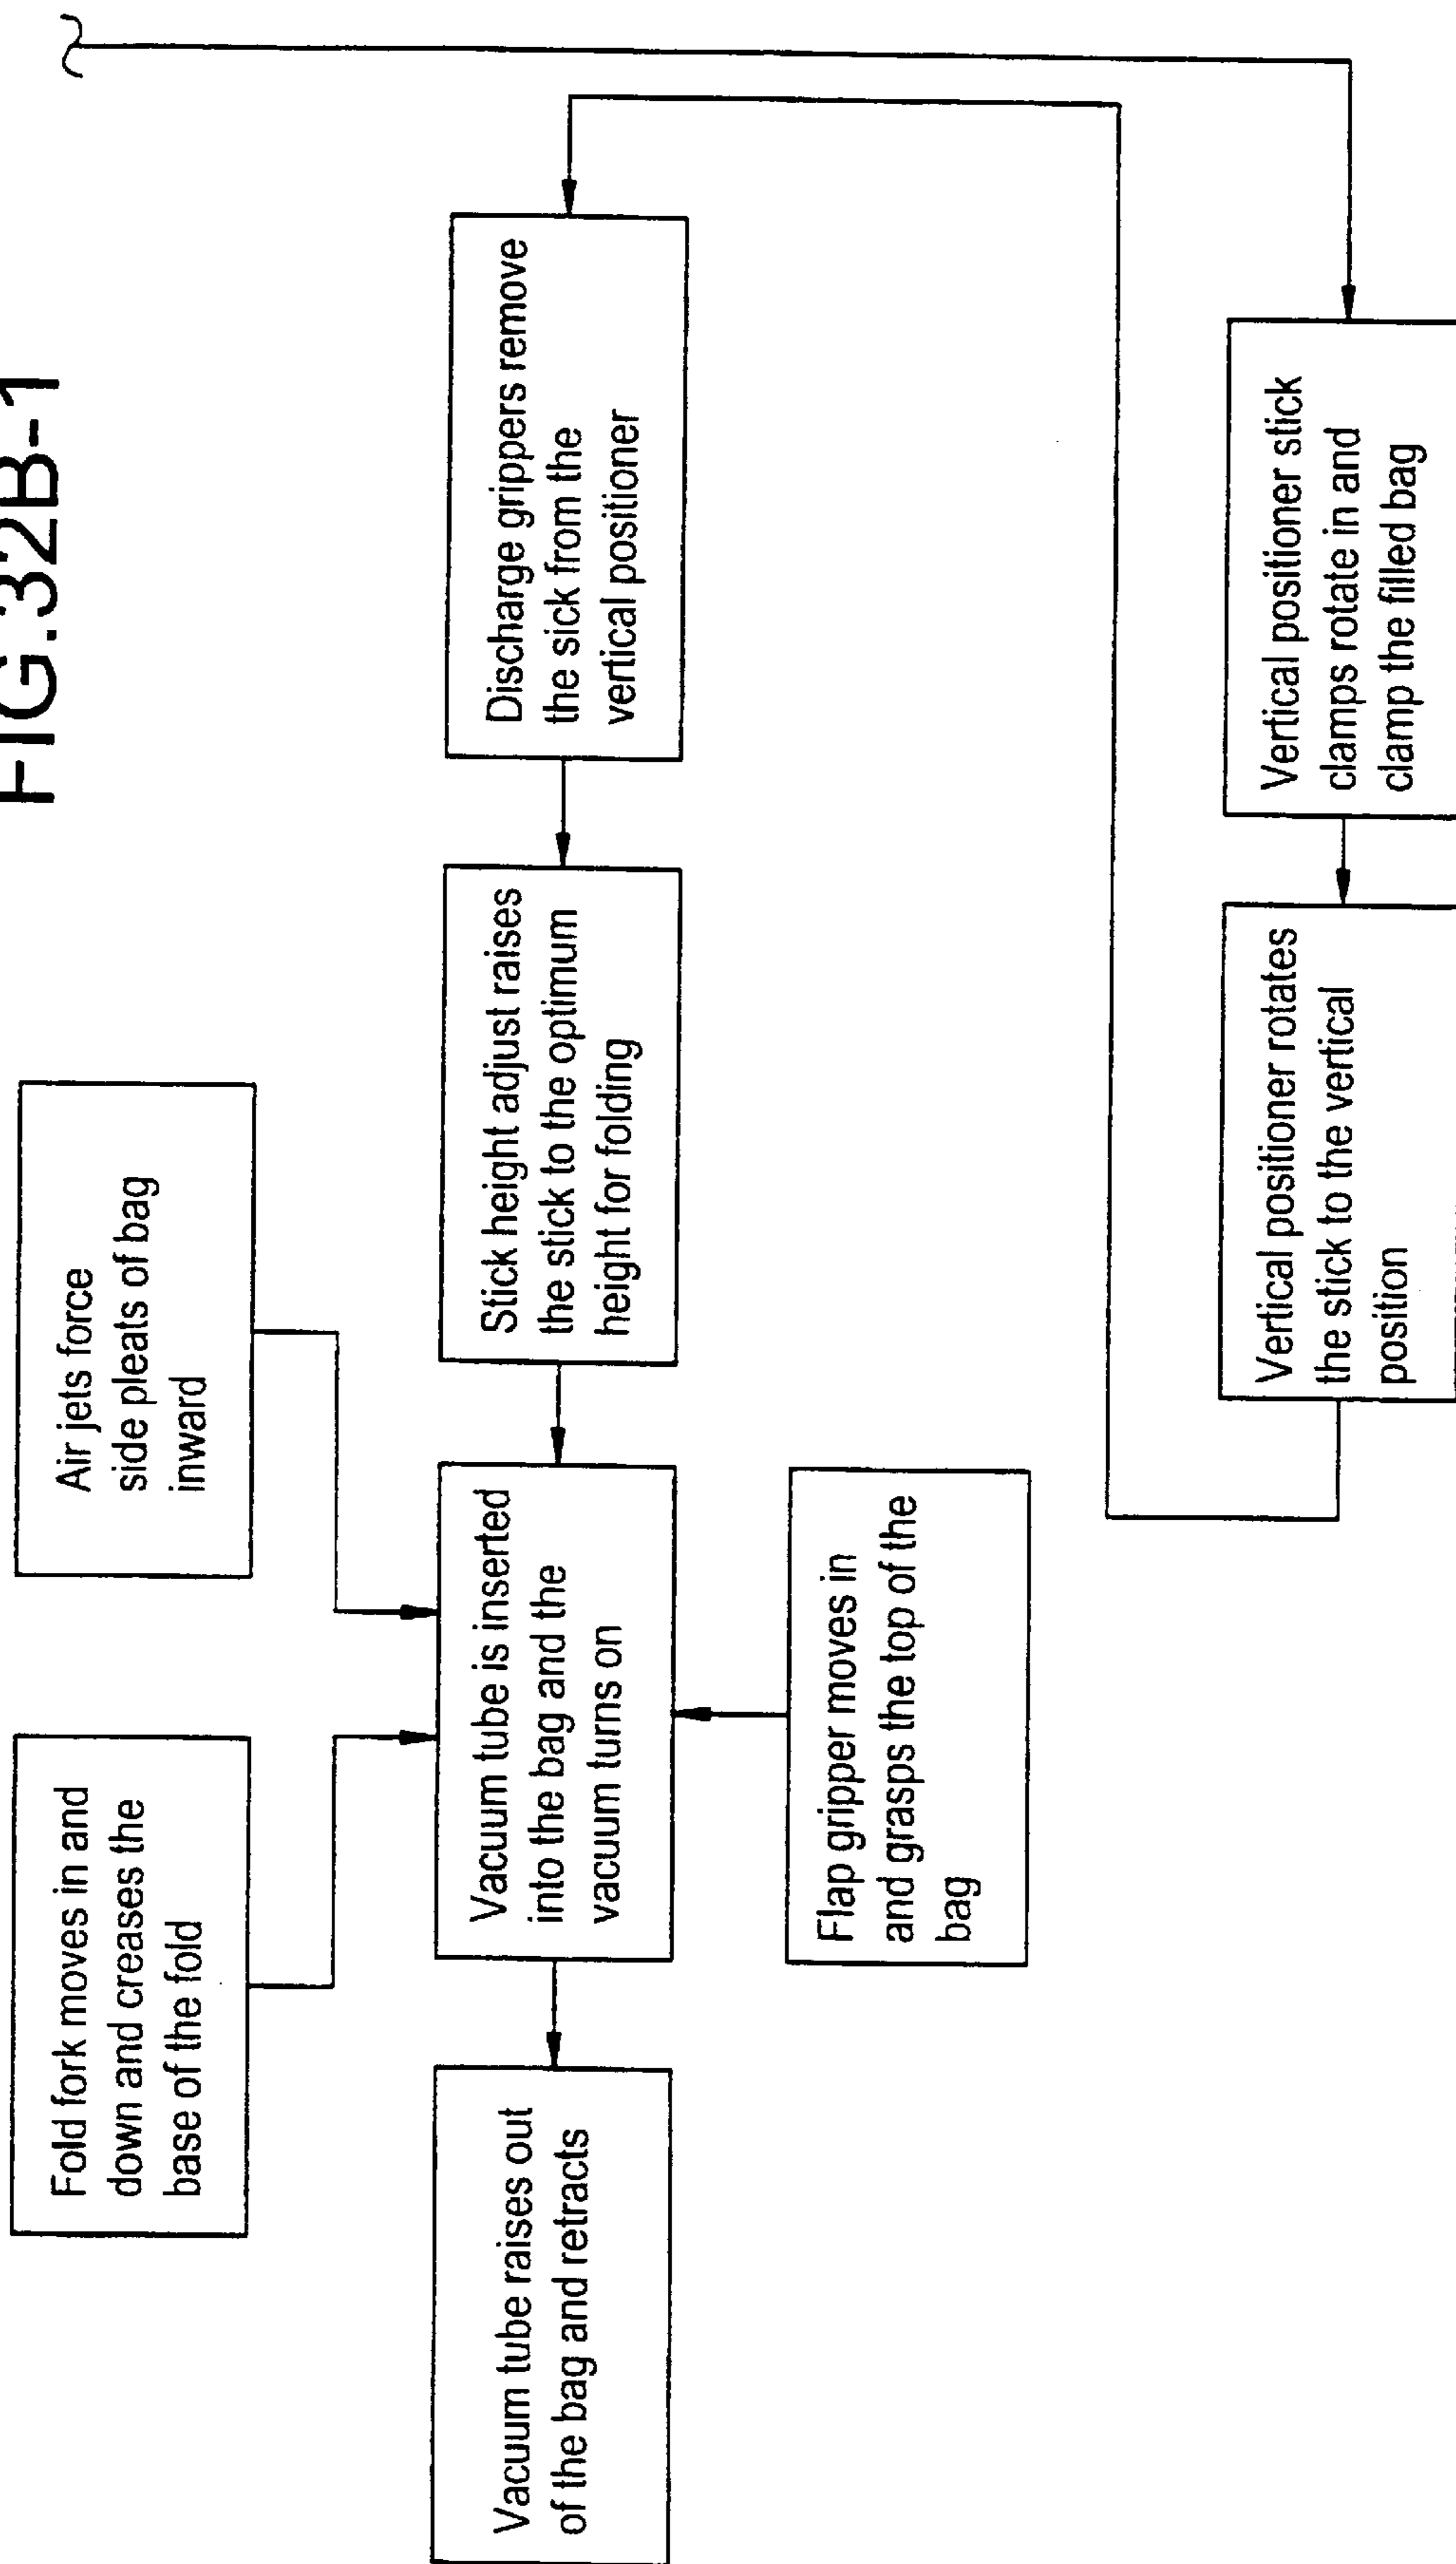 FIG.32B-1
Fold fork moves in and
down and creases the
base of the fold
Air jets force
side pleats of bag
inward
Vacuum tube raises out
of the bag and retracts
Vacuum tube is inserted
into the bag and the
vacuum turns on
Stick height adjust raises
the stick to the optimum
height for folding
Discharge grippers remove
the sick from the
vertical positioner
Flap gripper moves in
and grasps the top of the
bag
Vertical positioner rotates
the stick to the vertical
position
Vertical positioner stick
clamps rotate in and
clamp the filled bag